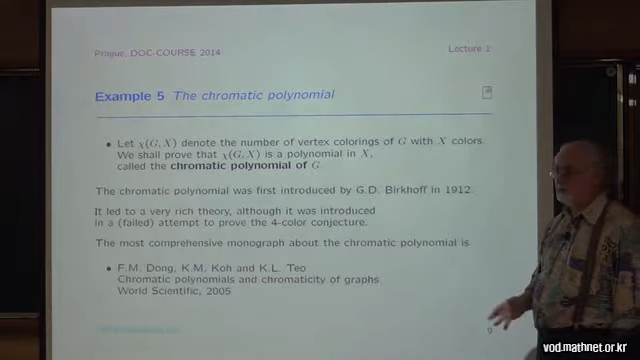 Prague, DOC-COURSE 2014
Lecture 1
Example 5 The chromatic polynomial
• Let χ(G, X) denote the number of vertex colorings of G with X colors.
We shall prove that χ(G, X) is a polynomial in X,
called the chromatic polynomial of G
The chromatic polynomial was first introduced by G.D. Birkhoff in 1912.
It led to a very rich theory, although it was introduced
in a (failed) attempt to prove the 4-color conjecture.
The most comprehensive monograph about the chromatic polynomial is
• F.M. Dong, K.M. Koh and K.L. Teo
Chromatic polynomials and chromaticity of graphs
World Scientific, 2005
9
vod.mathnet.or.kr